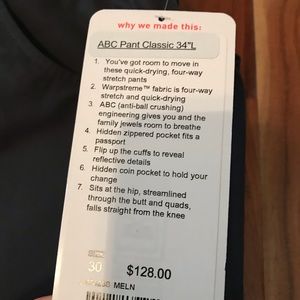 why we made this:
ABC Pant Classic 34"L
1. You've got room to move in
these quick-drying, four-way
stretch pants
2. Warpstreme™ fabric is four-way
stretch and quick-drying
3. ABC (anti-ball crushing)
engineering gives you and the
family jewels room to breathe
4. Hidden zippered pocket fits a
passport
5. Flip up the cuffs to reveal
reflective details
6. Hidden coin pocket to hold your
change
7. Sits at the hip, streamlined
through the butt and quads,
falls straight from the knee
30
$128.00
MELN